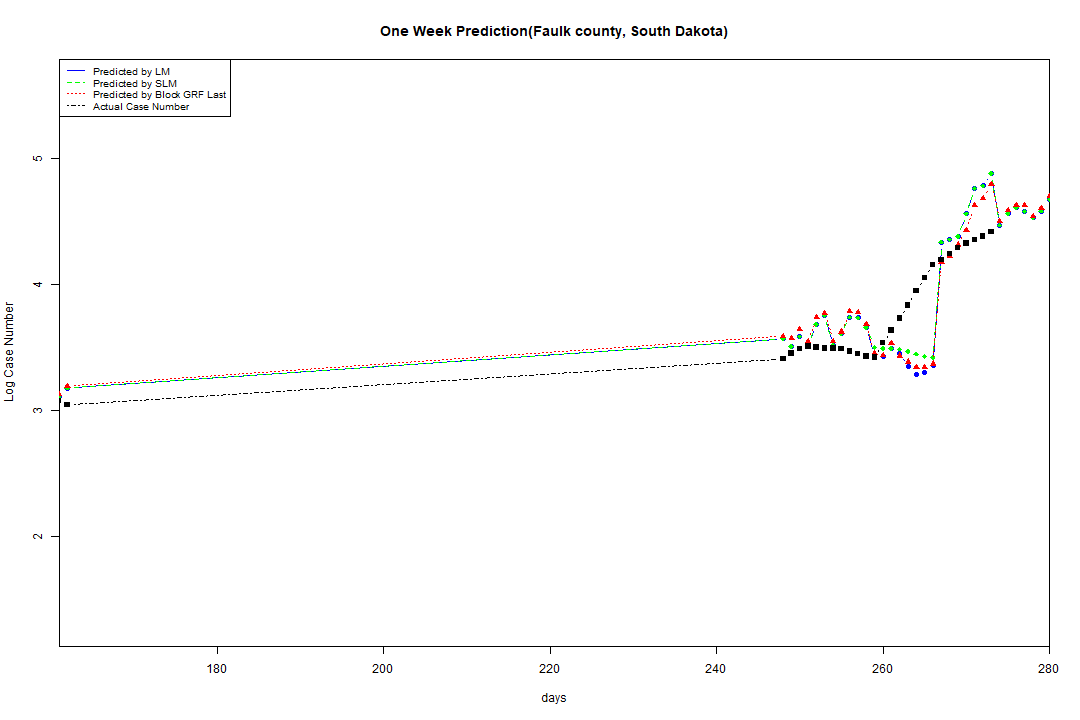 One Week Prediction(Faulk county, South Dakota)
Predicted by LM
Predicted by SLM
Predicted by Block GRF Last
Actual Case Number
5
4
3
2
Log Case Number
180 200 220 240 260 280
days